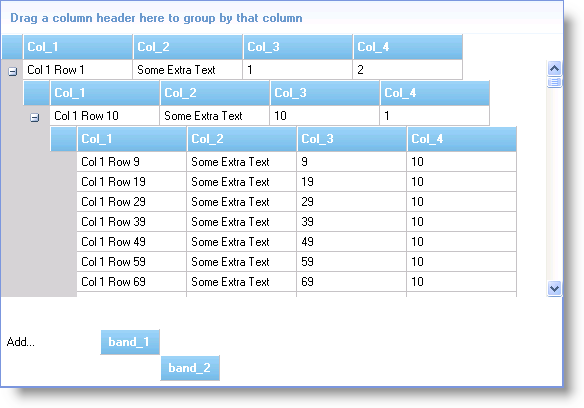 Drag a column header here to group by that column
Col_1 Col_2 Col_3 Col_4
Col 1 Row 1 Some Extra Text 1 2
Col_1 Col_2 Col_3 Col_4
Col 1 Row 10 Some Extra Text 10 1
Col_1 Col_2 Col_3 Col_4
Col 1 Row 9 Some Extra Text 9 10
Col 1 Row 19 Some Extra Text 19 10
Col 1 Row 29 Some Extra Text 29 10
Col 1 Row 39 Some Extra Text 39 10
Col 1 Row 49 Some Extra Text 49 10
Col 1 Row 59 Some Extra Text 59 10
Col 1 Row 69 Some Extra Text 69 10
Add... band_1
band_2